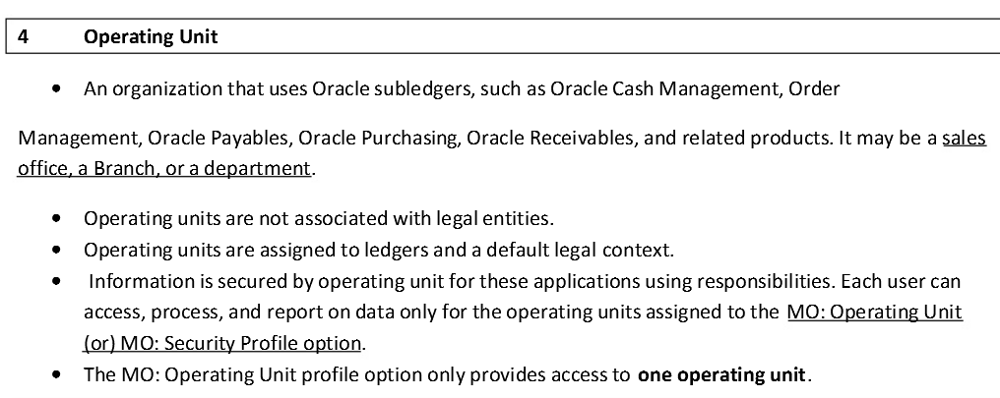 4 Operating Unit
• An organization that uses Oracle subledgers, such as Oracle Cash Management, Order
Management, Oracle Payables, Oracle Purchasing, Oracle Receivables, and related products. It may be a sales
office, a Branch, or a department.
• Operating units are not associated with legal entities.
• Operating units are assigned to ledgers and a default legal context.
• Information is secured by operating unit for these applications using responsibilities. Each user can
access, process, and report on data only for the operating units assigned to the MO: Operating Unit
(or) MO: Security Profile option.
• The MO: Operating Unit profile option only provides access to one operating unit.